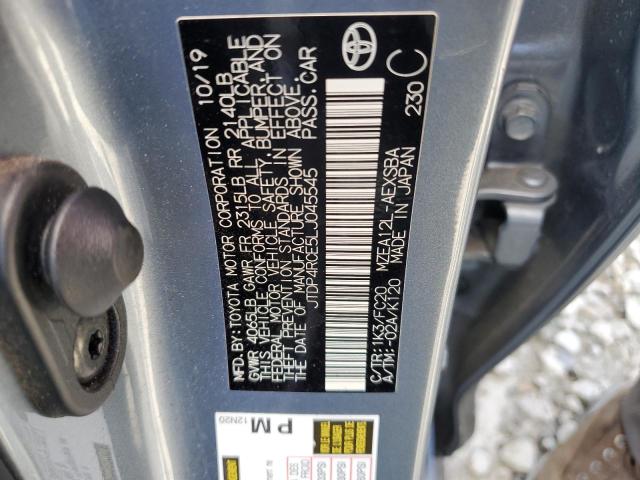 MFD.BY:TOYOTA MOTOR CORPORATION 10/19
GVWR 4065LB GAWR FR 2315LB RR 2140LB
THIS VEHICLE CONFORMS TO ALL APPLICABLE
FEDERAL MOTOR VEHICLE SAFETY, BUMPER, AND
THEFT PREVENTION STANDARDS IN EFFECT ON
THE DATE OF MANUFACTURE SHOWN ABOVE.
JTDP4RCE5LJ045545 PASS.CAR
C/TR:1K3/FC20 MZEA12L-AEXSBA 230 C
A/TM:-02A/K120 MADE IN JAPAN
P M
12N20